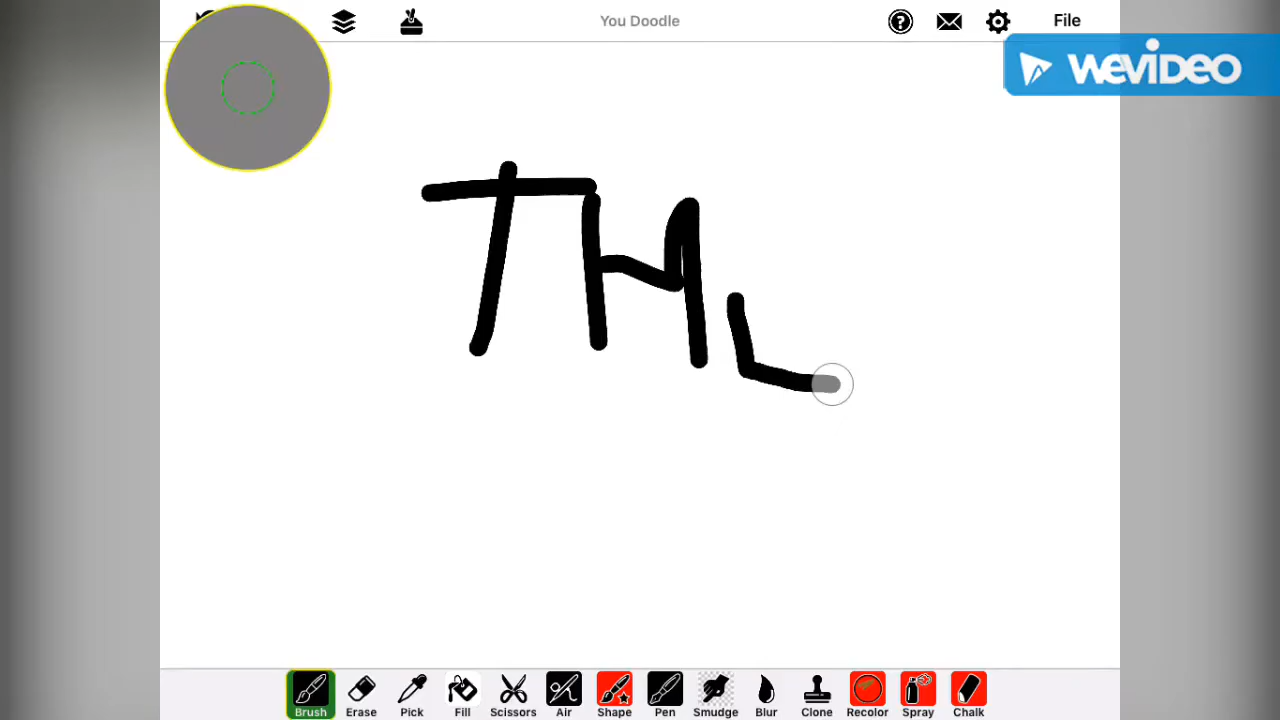 You Doodle
File
WEVIDEO
THL
Brush
Erase
Pick
Fill
Scissors
Air
Shape
Pen
Smudge
Blur
Clone
Recolor
Spray
Chalk